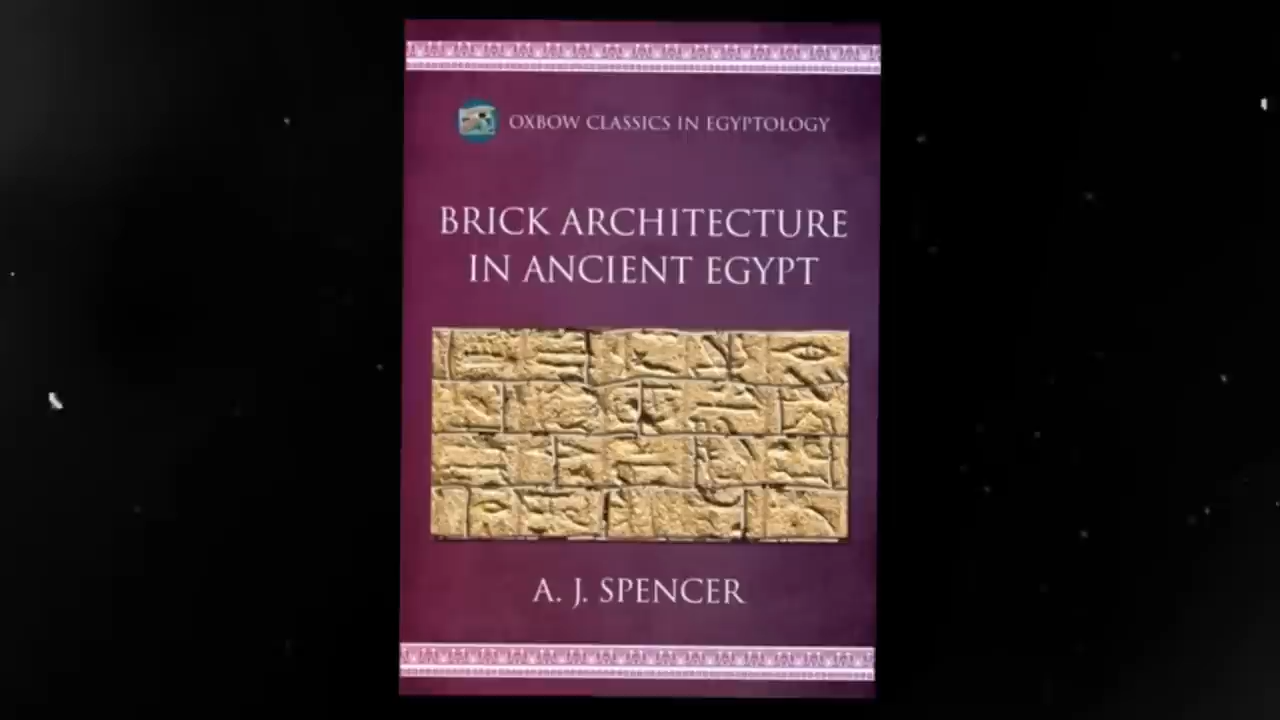 OXBOW CLASSICS IN EGYPTOLOGY
BRICK ARCHITECTURE
IN ANCIENT EGYPT
A. J. SPENCER